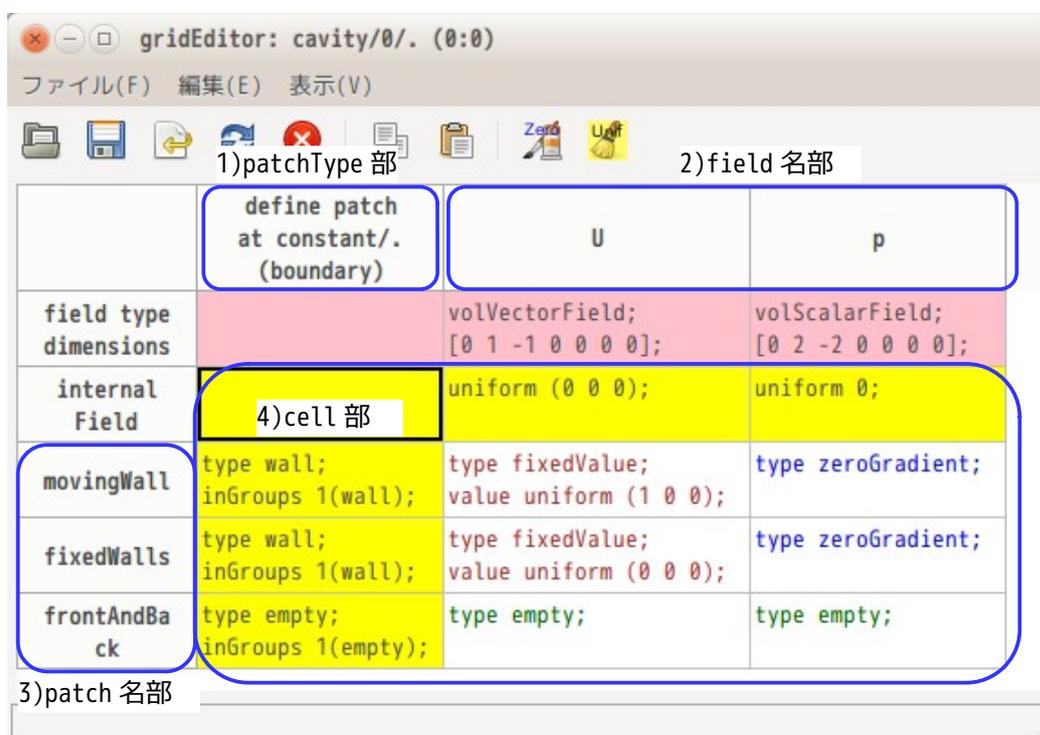 gridEditor: cavity/0/. (0:0)
ファイル(F) 編集(E) 表示(V)
Zero
Unif
1)patchType 部
2)field 名部
define patch
at constant/.
(boundary)
U
p
field type
dimensions
volVectorField;
[0 1 -1 0 0 0 0];
volScalarField;
[0 2 -2 0 0 0 0];
internal
Field
4)cell 部
uniform (0 0 0);
uniform 0;
movingWall
type wall;
inGroups 1(wall);
type fixedValue;
value uniform (1 0 0);
type zeroGradient;
fixedWalls
type wall;
inGroups 1(wall);
type fixedValue;
value uniform (0 0 0);
type zeroGradient;
frontAndBa
ck
type empty;
inGroups 1(empty);
type empty;
type empty;
3)patch 名部